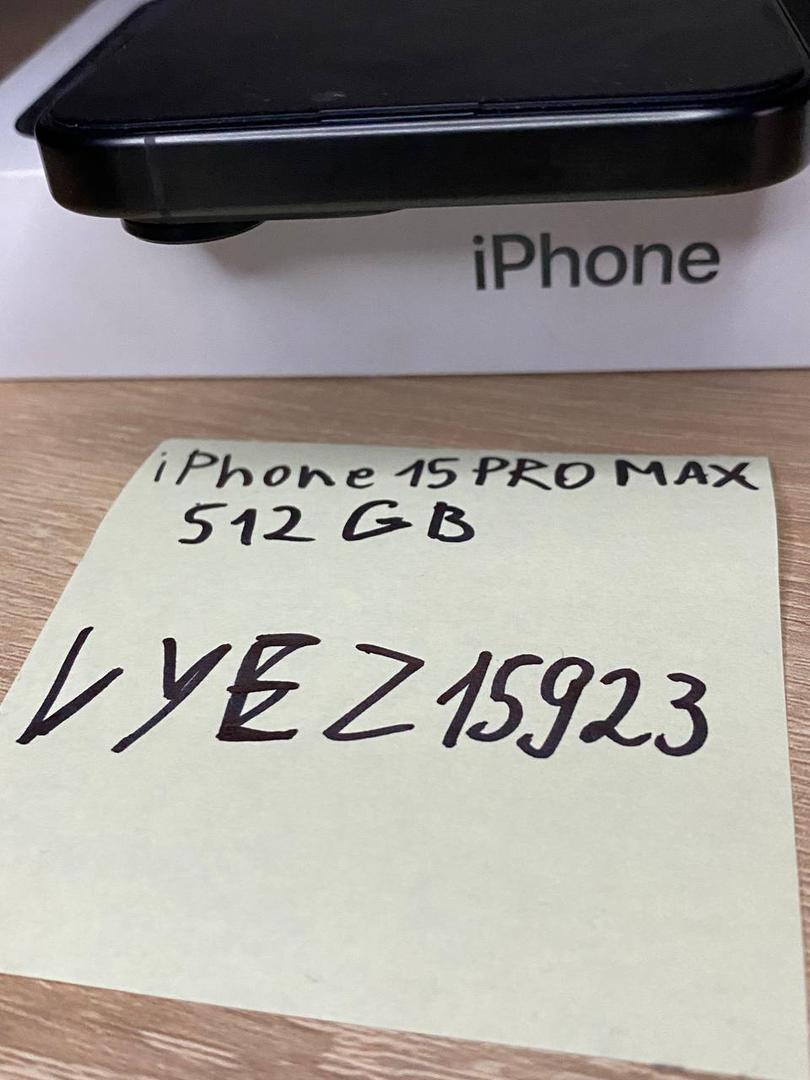 iPhone
iPhone 15 PRO MAX
512 GB
VYEZ15923